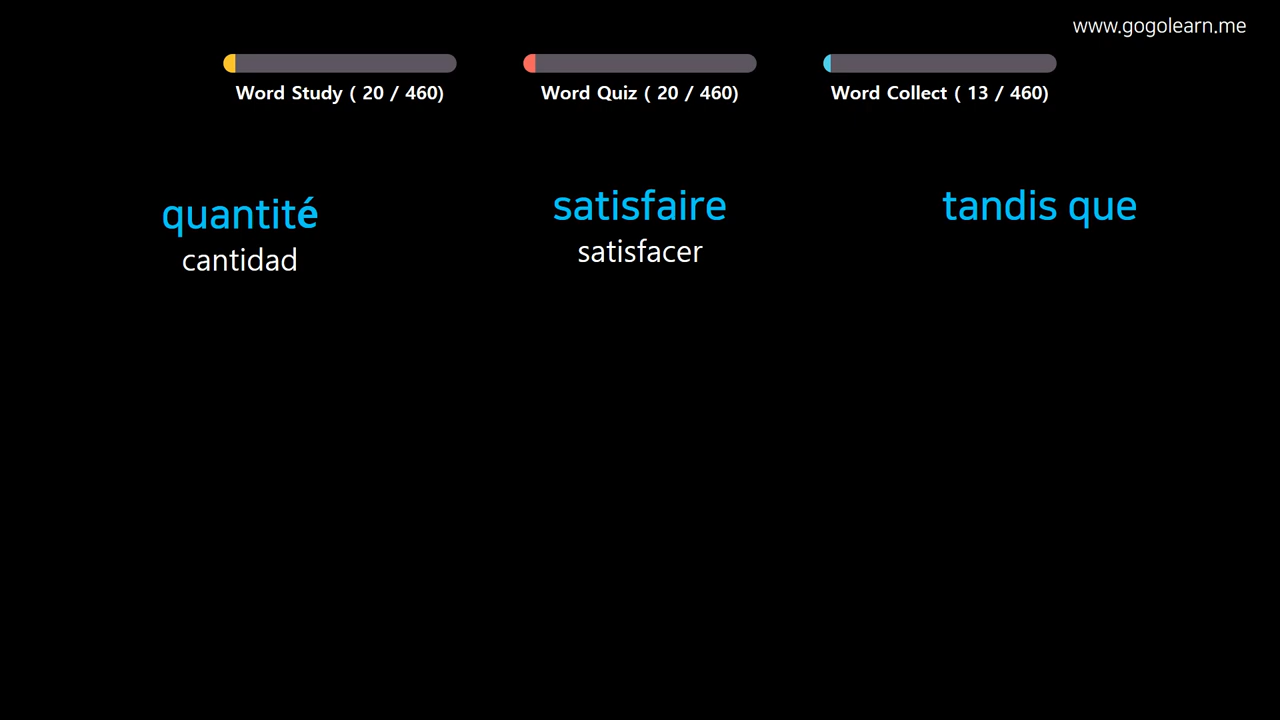 www.gogolearn.me
Word Study ( 20 / 460)
Word Quiz ( 20 / 460)
Word Collect ( 13 / 460)
quantité
cantidad
satisfaire
satisfacer
tandis que